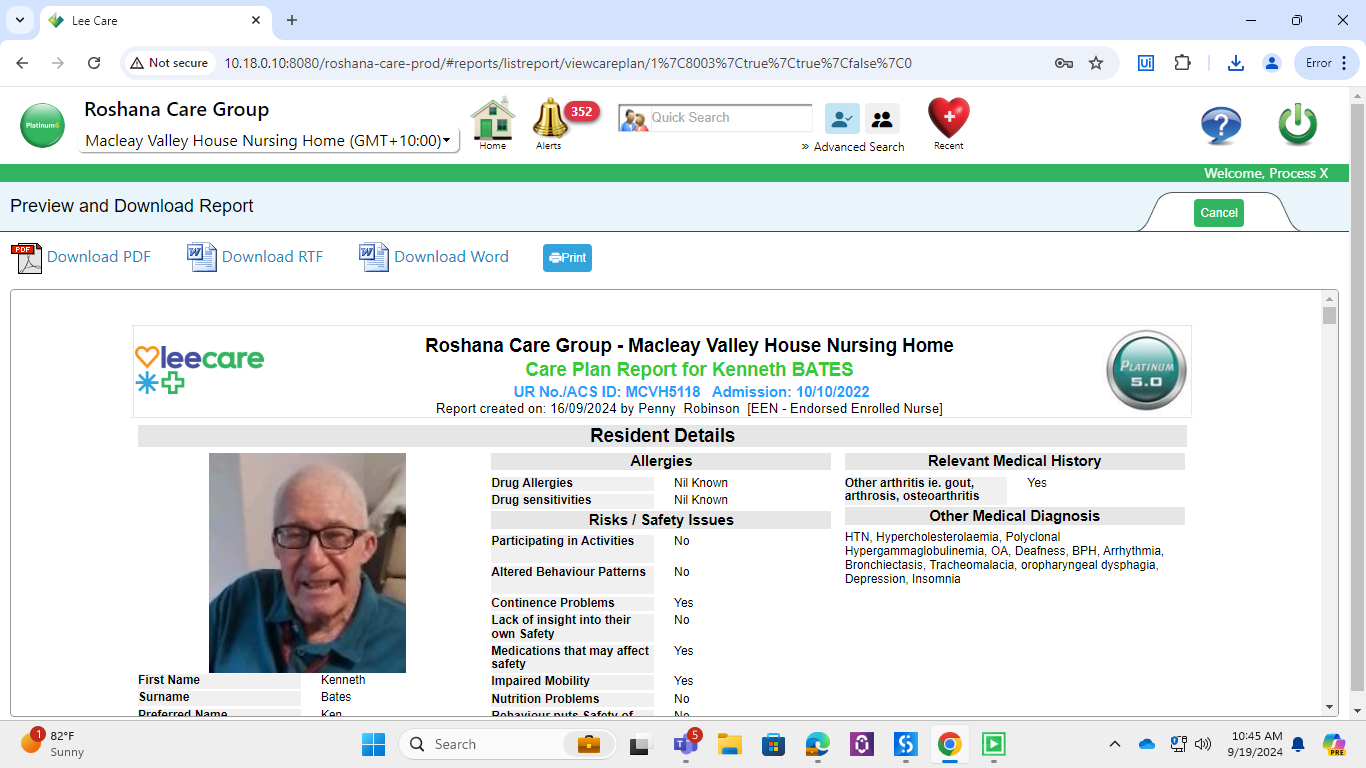 Lee Care
Not secure
10.18.0.10:8080/roshana-care-prod/#reports/listreport/viewcareplan/1%7C8003%7Ctrue%7Ctrue%7Cfalse%7C0
Ui
Error
Platinum6
Roshana Care Group
Macleay Valley House Nursing Home (GMT+10:00)
Home
352
Alerts
Quick Search
» Advanced Search
Recent
Welcome, Process X
Preview and Download Report
Cancel
PDF Download PDF
W Download RTF
W Download Word
Print
leecare
Roshana Care Group - Macleay Valley House Nursing Home
Care Plan Report for Kenneth BATES
UR No./ACS ID: MCVH5118 Admission: 10/10/2022
Report created on: 16/09/2024 by Penny Robinson [EEN - Endorsed Enrolled Nurse]
PLATINUM
5.0
Resident Details
First Name Kenneth
Surname Bates
Preferred Name Ken
Allergies
Drug Allergies Nil Known
Drug sensitivities Nil Known
Risks / Safety Issues
Participating in Activities No
Altered Behaviour Patterns No
Continence Problems Yes
Lack of insight into their No
own Safety
Medications that may affect Yes
safety
Impaired Mobility Yes
Nutrition Problems No
Behaviour puts Safety of No
Relevant Medical History
Other arthritis ie. gout, Yes
arthrosis, osteoarthritis
Other Medical Diagnosis
HTN, Hypercholesterolaemia, Polyclonal
Hypergammaglobulinemia, OA, Deafness, BPH, Arrhythmia,
Bronchiectasis, Tracheomalacia, oropharyngeal dysphagia,
Depression, Insomnia
1
82°F
Sunny
Search
5
10:45 AM
9/19/2024
PRE